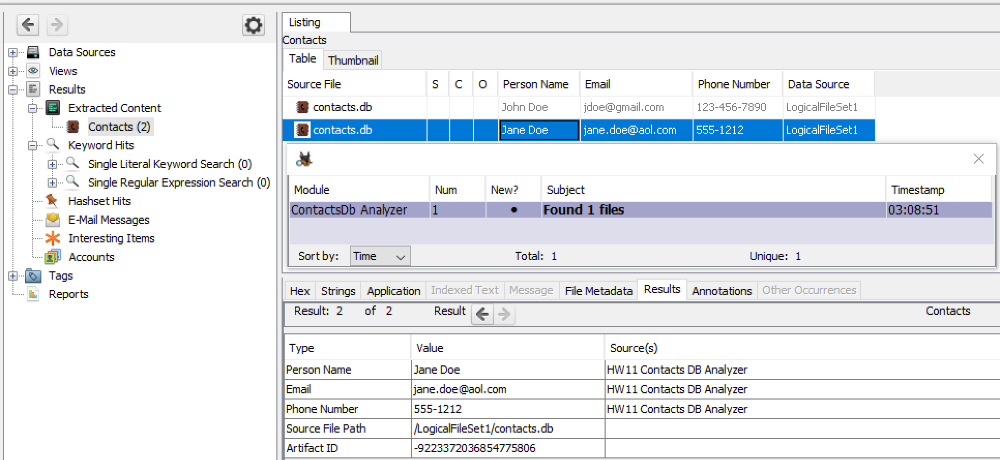 Data Sources
Views
Results
Extracted Content
Contacts (2)
Keyword Hits
Single Literal Keyword Search (0)
Single Regular Expression Search (0)
Hashset Hits
E-Mail Messages
Interesting Items
Accounts
Tags
Reports
Listing
Contacts
Table Thumbnail
Source File S C O Person Name Email Phone Number Data Source
contacts.db John Doe jdoe@gmail.com 123-456-7890 LogicalFileSet1
contacts.db Jane Doe jane.doe@aol.com 555-1212 LogicalFileSet1
Module Num New? Subject Timestamp
ContactsDb Analyzer 1 • Found 1 files 03:08:51
Sort by: Time Total: 1 Unique: 1
Hex Strings Application Indexed Text Message File Metadata Results Annotations Other Occurrences
Result: 2 of 2 Result Contacts
Type Value Source(s)
Person Name Jane Doe HW11 Contacts DB Analyzer
Email jane.doe@aol.com HW11 Contacts DB Analyzer
Phone Number 555-1212 HW11 Contacts DB Analyzer
Source File Path /LogicalFileSet1/contacts.db
Artifact ID -9223372036854775806